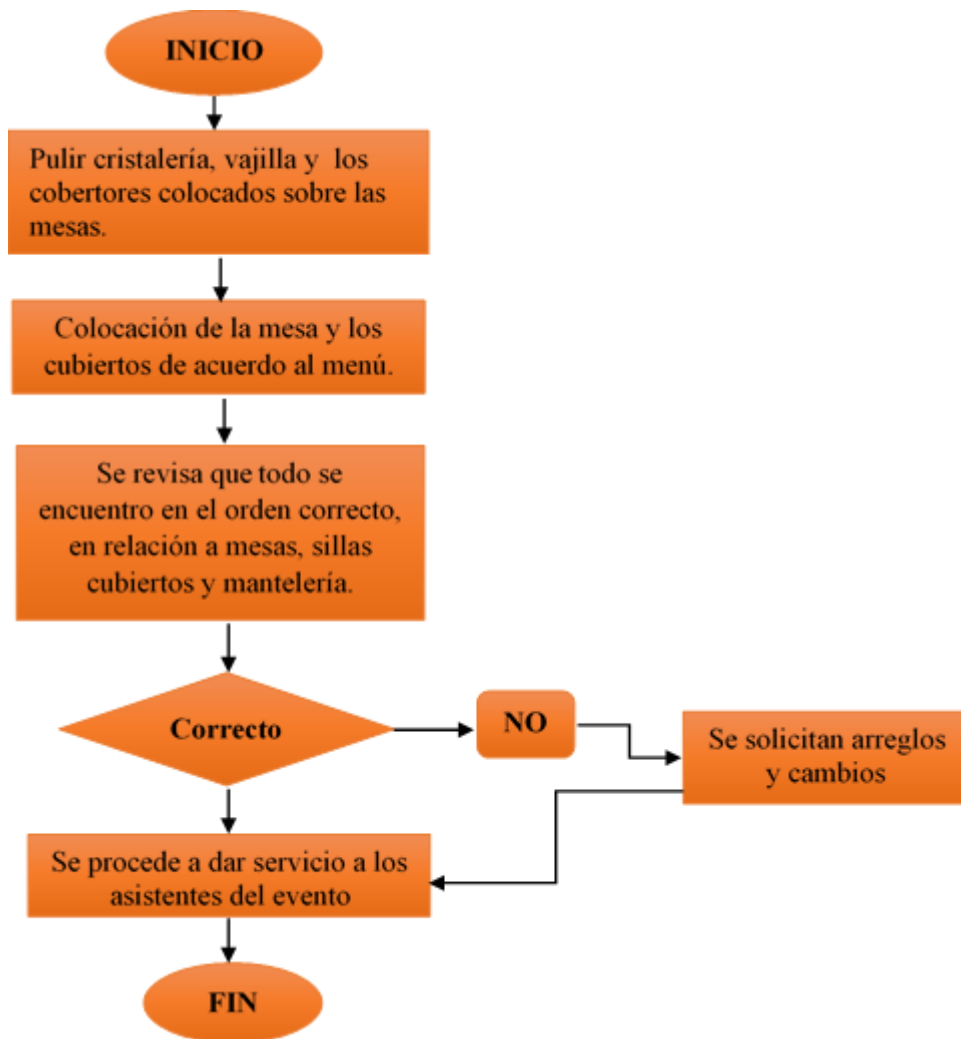 INICIO
Pulir cristalería, vajilla y los
cobertores colocados sobre las
mesas.
Colocación de la mesa y los
cubiertos de acuerdo al menú.
Se revisa que todo se
encuentro en el orden correcto,
en relación a mesas, sillas
cubiertos y mantelería.
Correcto
NO
Se solicitan arreglos
y cambios
Se procede a dar servicio a los
asistentes del evento
FIN